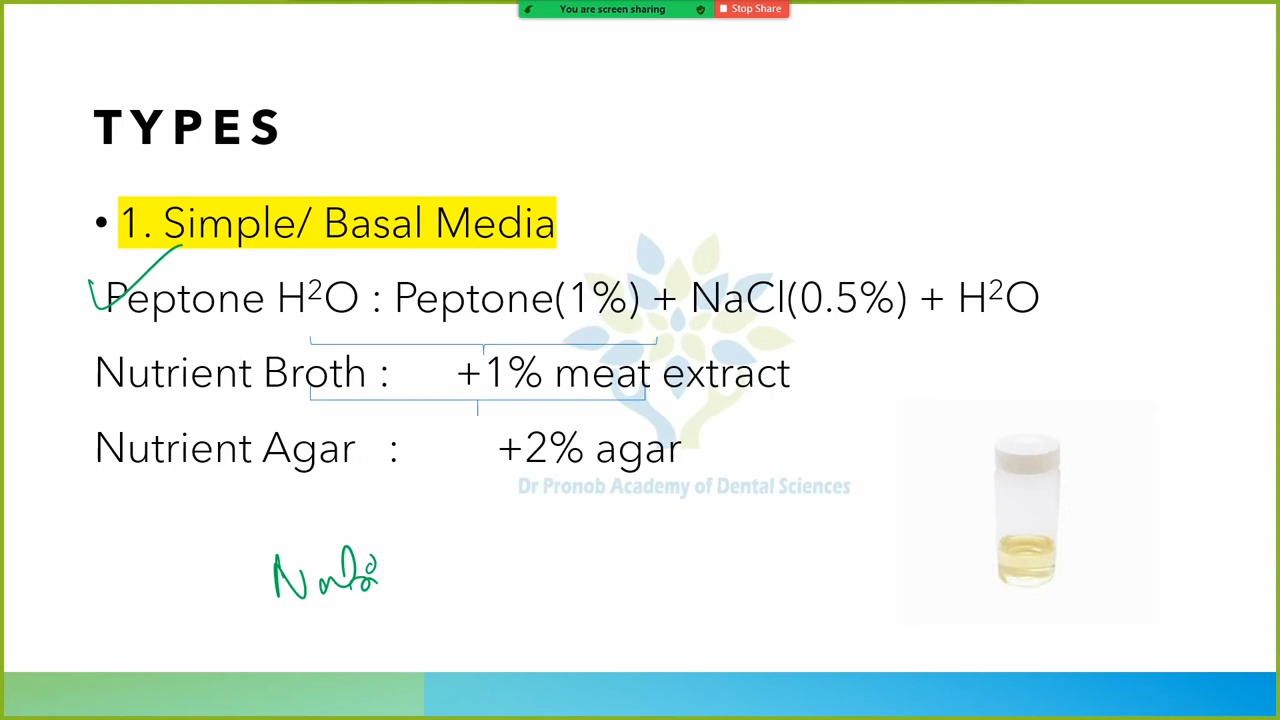 You are screen sharing Stop Share
TYPES
• 1. Simple/ Basal Media
Peptone H²O : Peptone(1%) + NaCl(0.5%) + H²O
Nutrient Broth : +1% meat extract
Nutrient Agar : +2% agar
Dr Pronob Academy of Dental Sciences